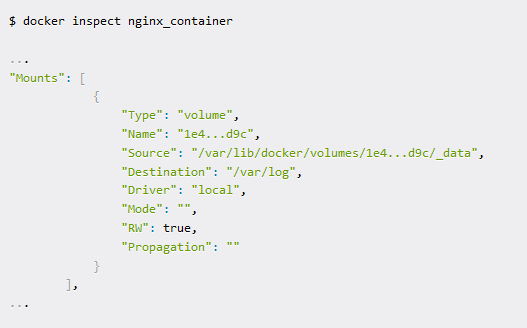 $ docker inspect nginx_container
...
"Mounts": [
{
"Type": "volume",
"Name": "1e4...d9c",
"Source": "/var/lib/docker/volumes/1e4...d9c/_data",
"Destination": "/var/log",
"Driver": "local",
"Mode": "",
"RW": true,
"Propagation": ""
}
],
...